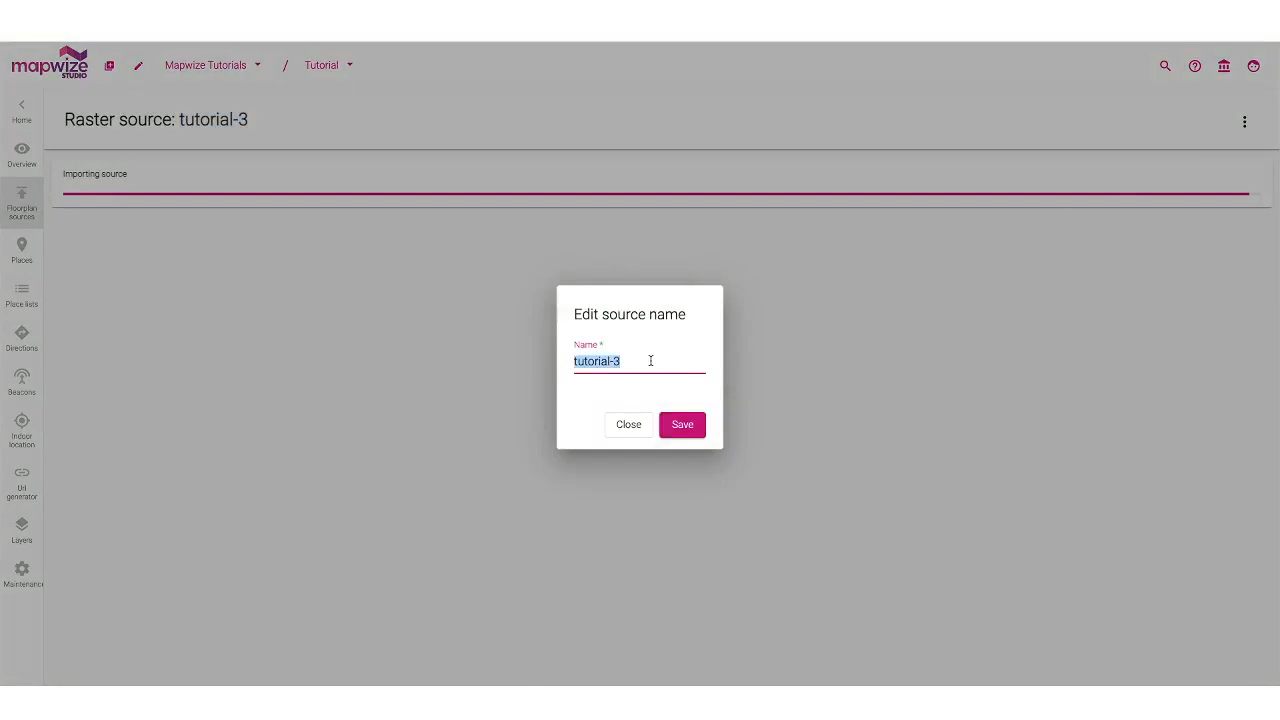 mapwize
STUDIO
Mapwize Tutorials / Tutorial
Home
Raster source: tutorial-3
Overview
Importing source
Floorplan
sources
Places
Place lists
Directions
Beacons
Indoor
location
Url
generator
Layers
Maintenance
Edit source name
Name *
tutorial-3
Close Save